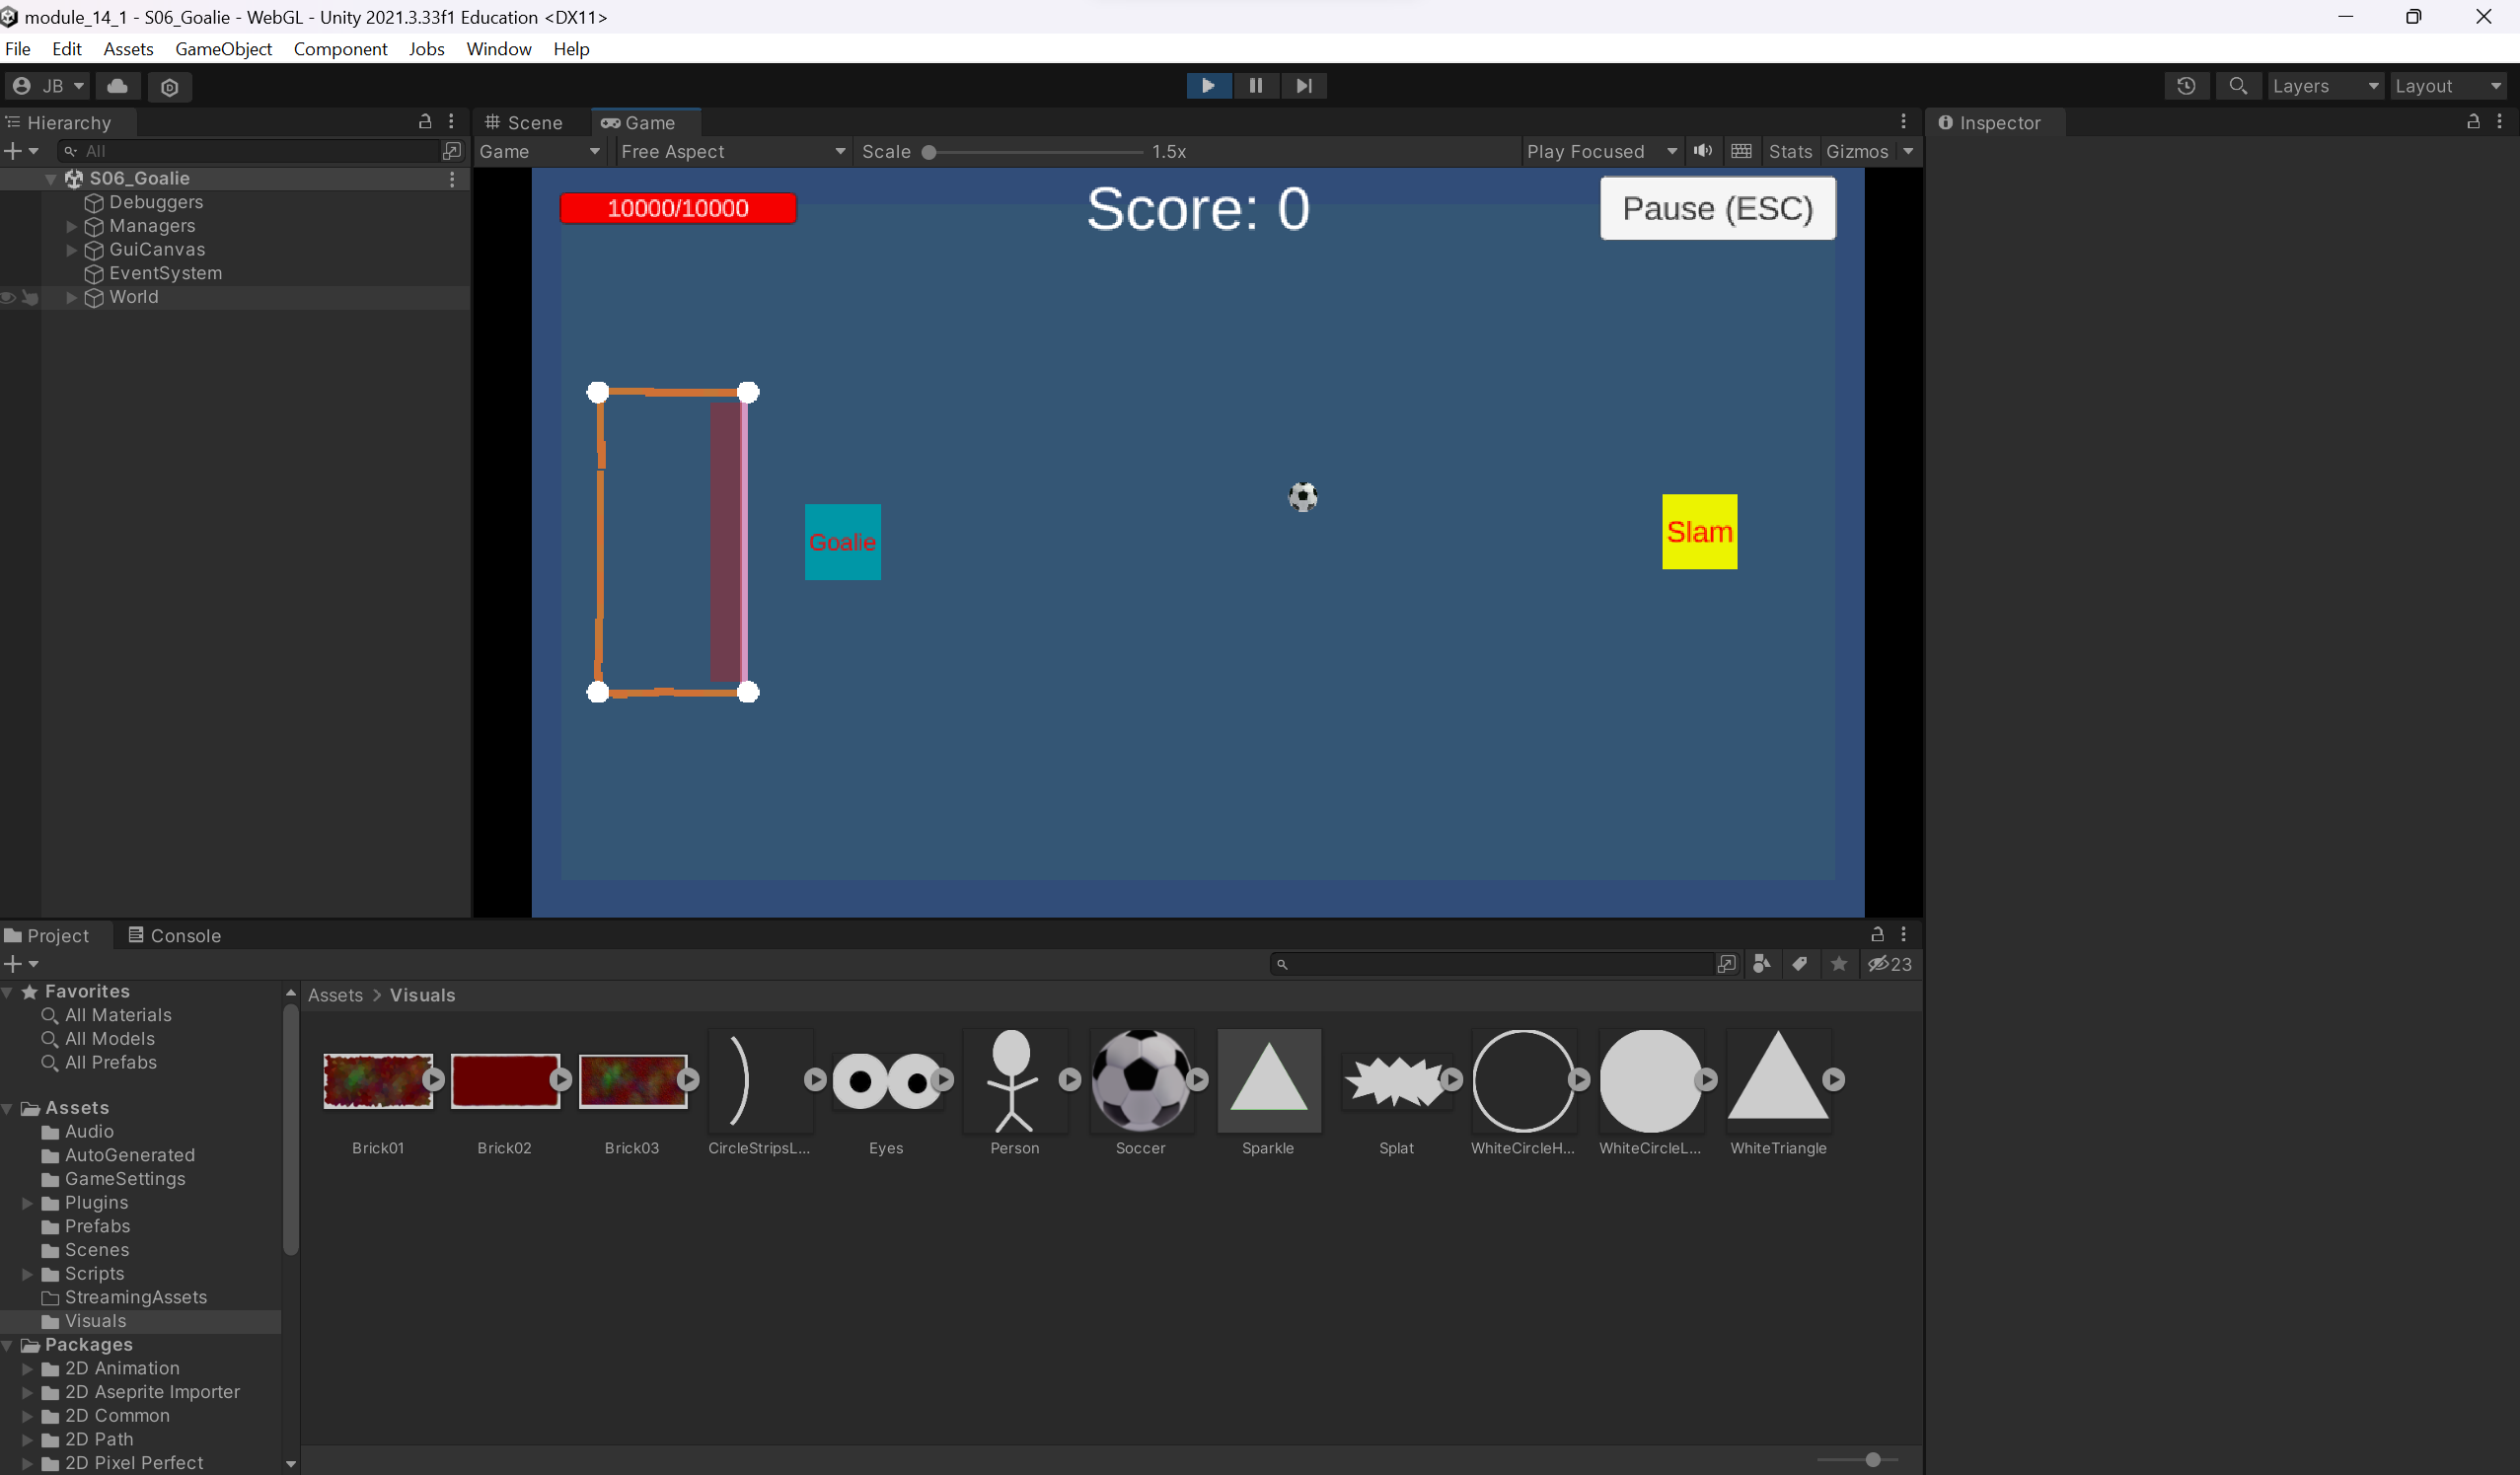 module_14_1 - S06_Goalie - WebGL - Unity 2021.3.33f1 Education <DX11>
File Edit Assets GameObject Component Jobs Window Help
JB Layers Layout
Hierarchy
All
S06_Goalie
Debuggers
Managers
GuiCanvas
EventSystem
World
Scene Game
Game Free Aspect Scale 1.5x Play Focused Stats Gizmos
10000/10000 Score: 0 Pause (ESC)
Goalie
Slam
Inspector
Project Console
23
Favorites
All Materials
All Models
All Prefabs
Assets
Audio
AutoGenerated
GameSettings
Plugins
Prefabs
Scenes
Scripts
StreamingAssets
Visuals
Packages
2D Animation
2D Aseprite Importer
2D Common
2D Path
2D Pixel Perfect
Assets > Visuals
Brick01 Brick02 Brick03 CircleStripsL... Eyes Person Soccer Sparkle Splat WhiteCircleH... WhiteCircleL... WhiteTriangle